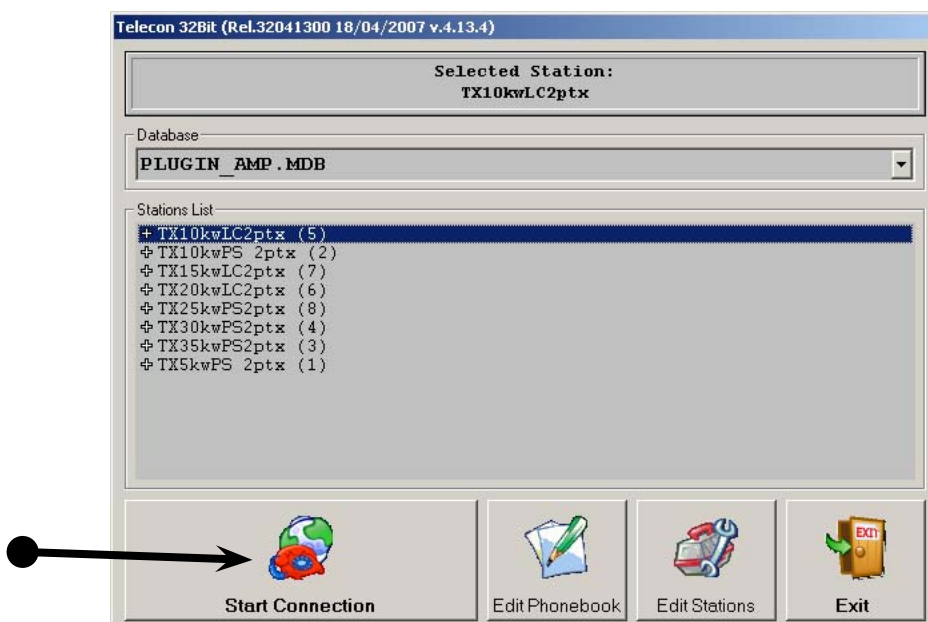 Telecon 32Bit (Rel.32041300 18/04/2007 v.4.13.4)
Selected Station:
TX10kwLC2ptx
Database
PLUGIN_AMP.MDB
Stations List
TX10kwLC2ptx (5)
TX10kwPS 2ptx (2)
TX15kwLC2ptx (7)
TX20kwLC2ptx (6)
TX25kwPS2ptx (8)
TX30kwPS2ptx (4)
TX35kwPS2ptx (3)
TX5kwPS 2ptx (1)
EXIT
Start Connection
Edit Phonebook
Edit Stations
Exit